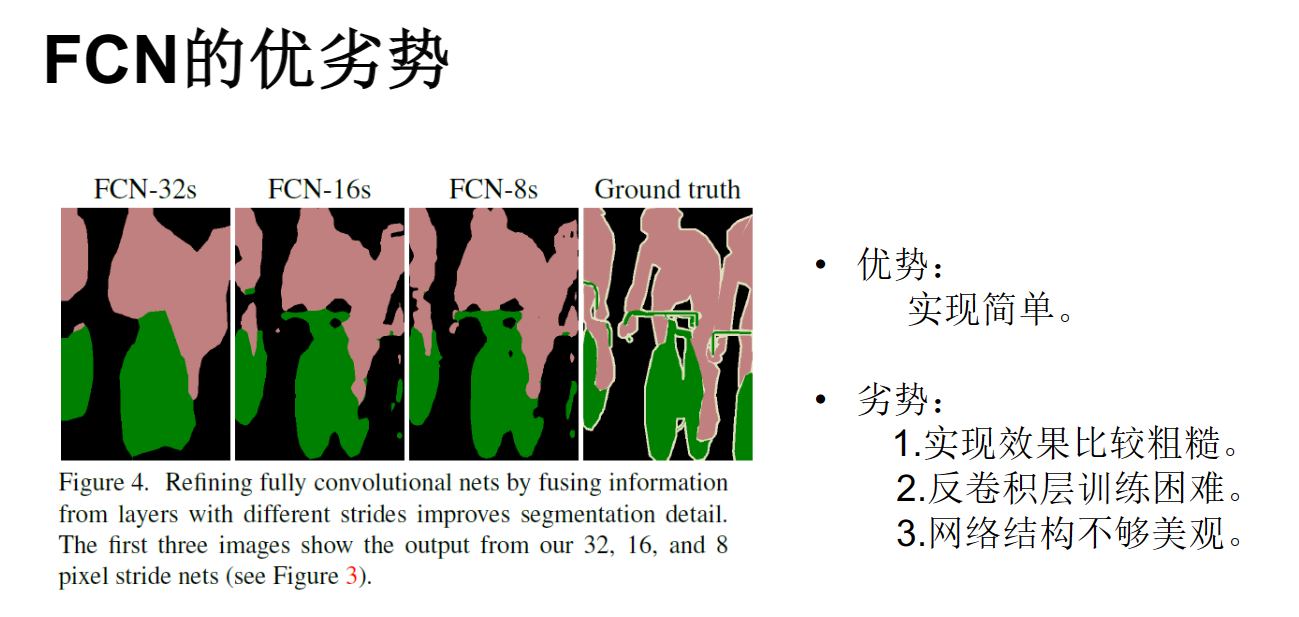 FCN的优劣势
FCN-32s FCN-16s FCN-8s Ground truth
Figure 4. Refining fully convolutional nets by fusing information
from layers with different strides improves segmentation detail.
The first three images show the output from our 32, 16, and 8
pixel stride nets (see Figure 3).
• 优势：
实现简单。
• 劣势：
1.实现效果比较粗糙。
2.反卷积层训练困难。
3.网络结构不够美观。